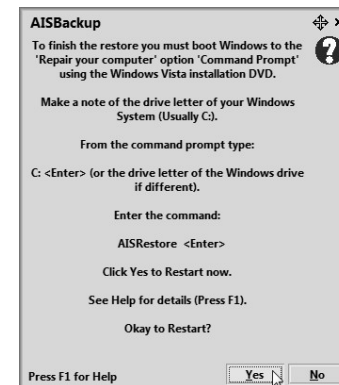 AISBackup
To finish the restore you must boot Windows to the
'Repair your computer' option 'Command Prompt'
using the Windows Vista installation DVD.
Make a note of the drive letter of your Windows
System (Usually C:).
From the command prompt type:
C: <Enter> (or the drive letter of the Windows drive
if different).
Enter the command:
AISRestore <Enter>
Click Yes to Restart now.
See Help for details (Press F1).
Okay to Restart?
Press F1 for Help Yes No